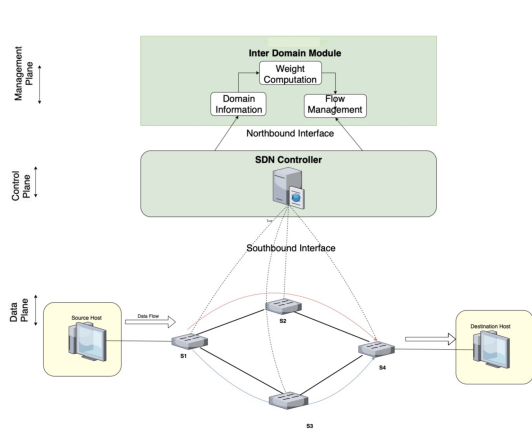 Management
Plane
Inter Domain Module
Weight
Computation
Domain
Information
Flow
Management
Northbound Interface
Control
Plane
SDN Controller
Southbound Interface
Data
Plane
Source Host
Data Flow
S1
S2
S3
S4
Destination Host